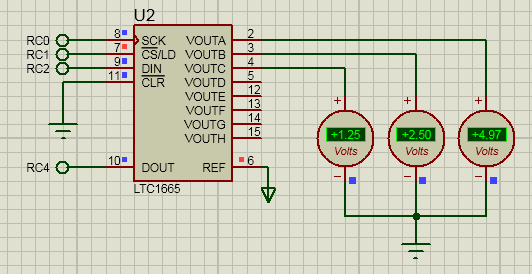 U2
RC0 8 SCK VOUTA 2
RC1 7 CS/LD VOUTB 3
RC2 9 DIN VOUTC 4
11 CLR VOUTD 5
VOUTE 12
VOUTF 13
VOUTG 14
VOUTH 15
RC4 10 DOUT REF 6
LTC1665
+ + +
+1.25 +2.50 +4.97
Volts Volts Volts
− − −